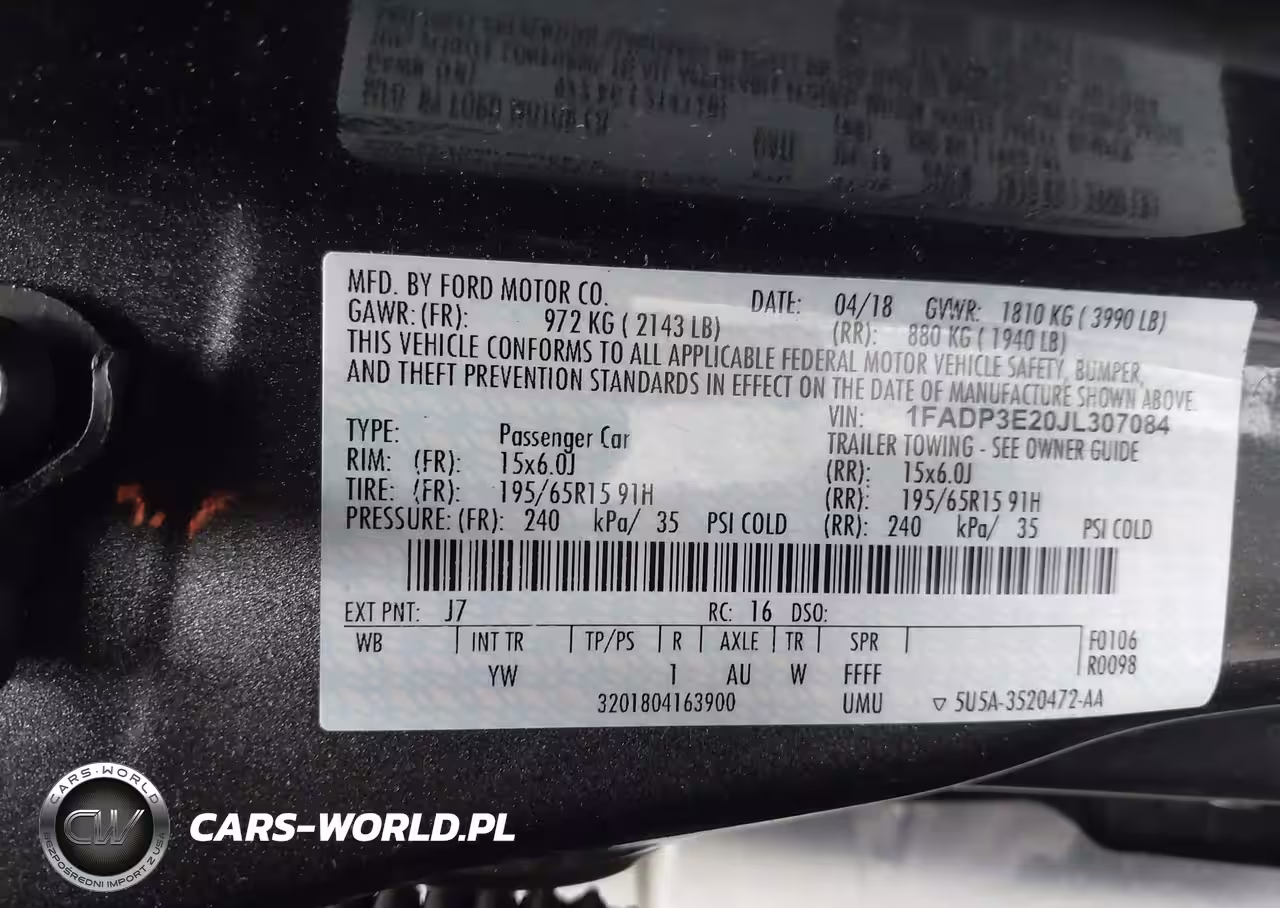 MFD. BY FORD MOTOR CO. DATE: 04/18 GVWR: 1810 KG ( 3990 LB)
GAWR: (FR): 972 KG ( 2143 LB) (RR): 880 KG ( 1940 LB)
THIS VEHICLE CONFORMS TO ALL APPLICABLE FEDERAL MOTOR VEHICLE SAFETY, BUMPER,
AND THEFT PREVENTION STANDARDS IN EFFECT ON THE DATE OF MANUFACTURE SHOWN ABOVE.
VIN: 1FADP3E20JL307084
TYPE: Passenger Car TRAILER TOWING - SEE OWNER GUIDE
RIM: (FR): 15x6.0J (RR): 15x6.0J
TIRE: (FR): 195/65R15 91H (RR): 195/65R15 91H
PRESSURE: (FR): 240 kPa/ 35 PSI COLD (RR): 240 kPa/ 35 PSI COLD
EXT PNT: J7 RC: 16 DSO:
WB INT TR TP/PS R AXLE TR SPR F0106
YW 1 AU W FFFF R0098
3201804163900 UMU ▽ 5U5A-3520472-AA
CARS-WORLD
CW
BEZPOŚREDNI IMPORT Z USA
CARS-WORLD.PL